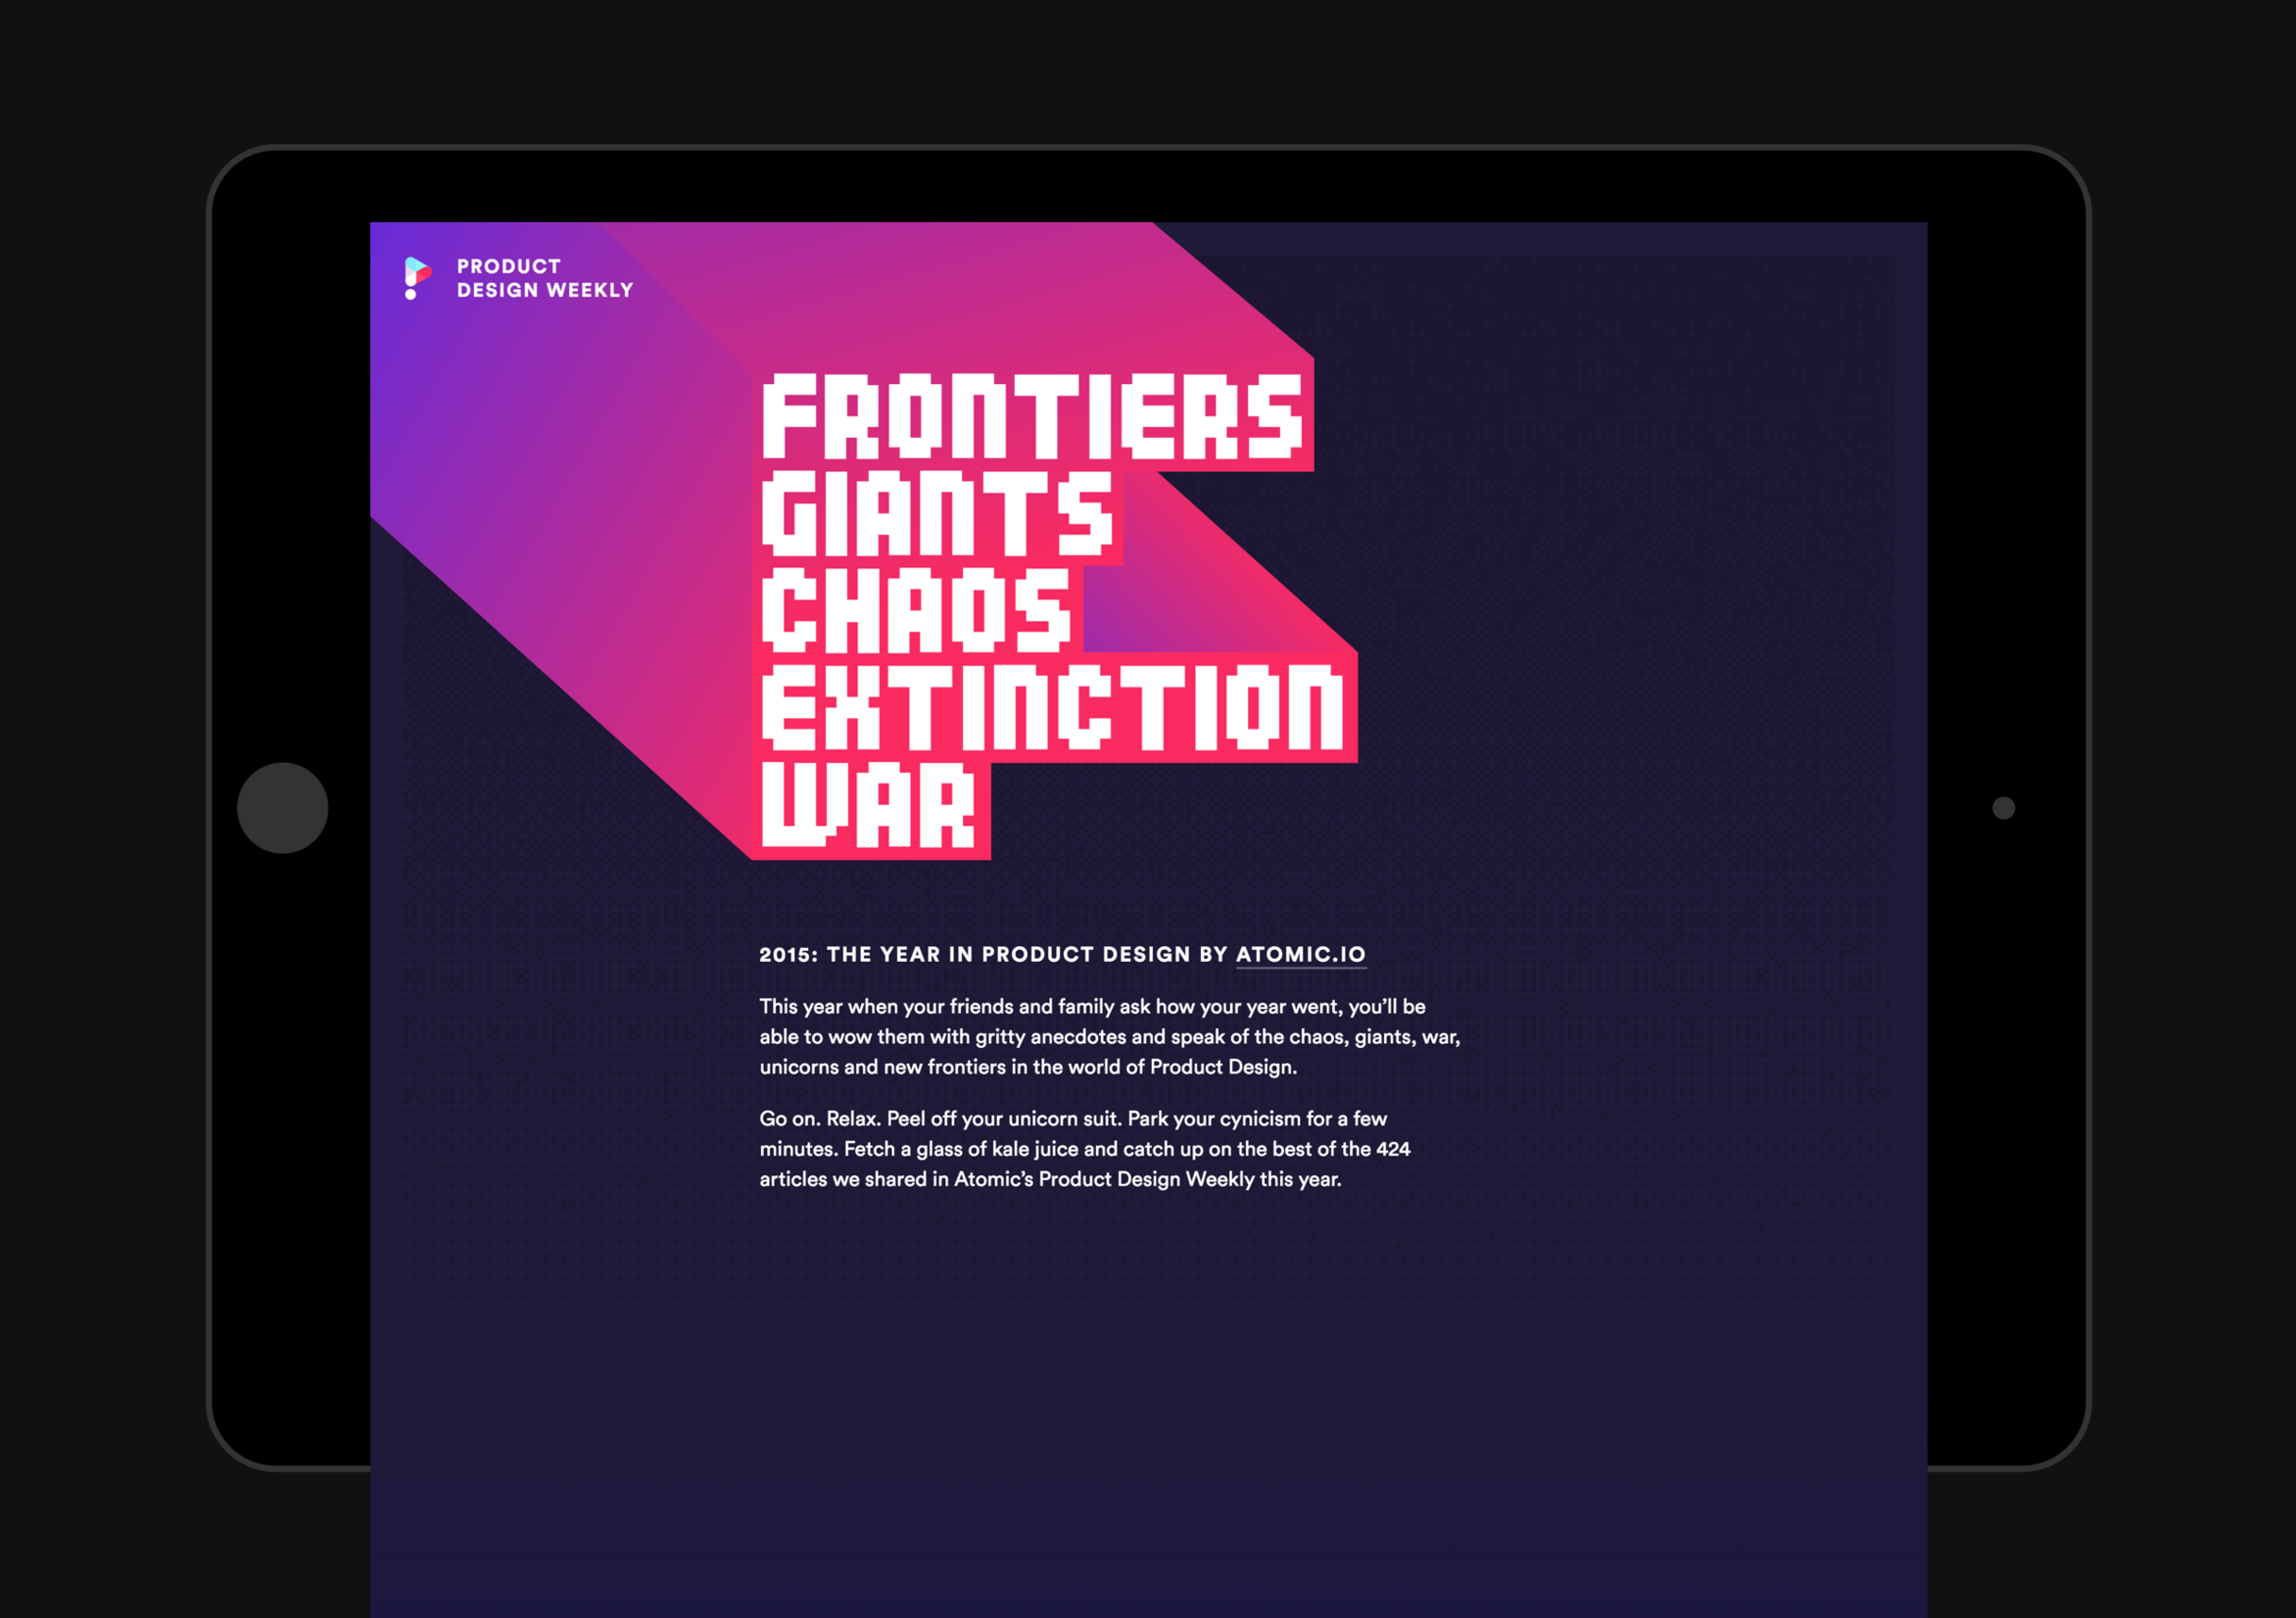 PRODUCT
DESIGN WEEKLY
FRONTIERS
GIANTS
CHAOS
EXTINCTION
WAR
2015: THE YEAR IN PRODUCT DESIGN BY ATOMIC.IO
This year when your friends and family ask how your year went, you’ll be
able to wow them with gritty anecdotes and speak of the chaos, giants, war,
unicorns and new frontiers in the world of Product Design.
Go on. Relax. Peel off your unicorn suit. Park your cynicism for a few
minutes. Fetch a glass of kale juice and catch up on the best of the 424
articles we shared in Atomic’s Product Design Weekly this year.